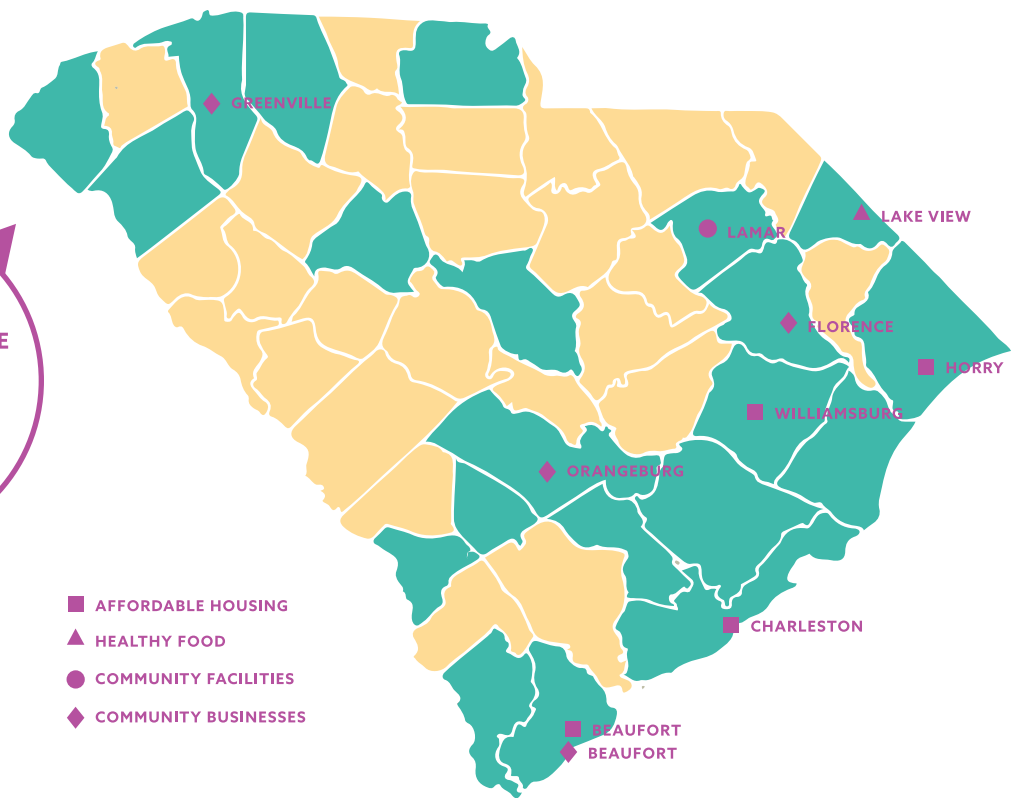 GREENVILLE
LAKE VIEW
LAMAR
FLORENCE
E
HORRY
WILLIAMSBURG
ORANGEBURG
AFFORDABLE HOUSING
CHARLESTON
HEALTHY FOOD
COMMUNITY FACILITIES
COMMUNITY BUSINESSES
BEAUFORT
BEAUFORT